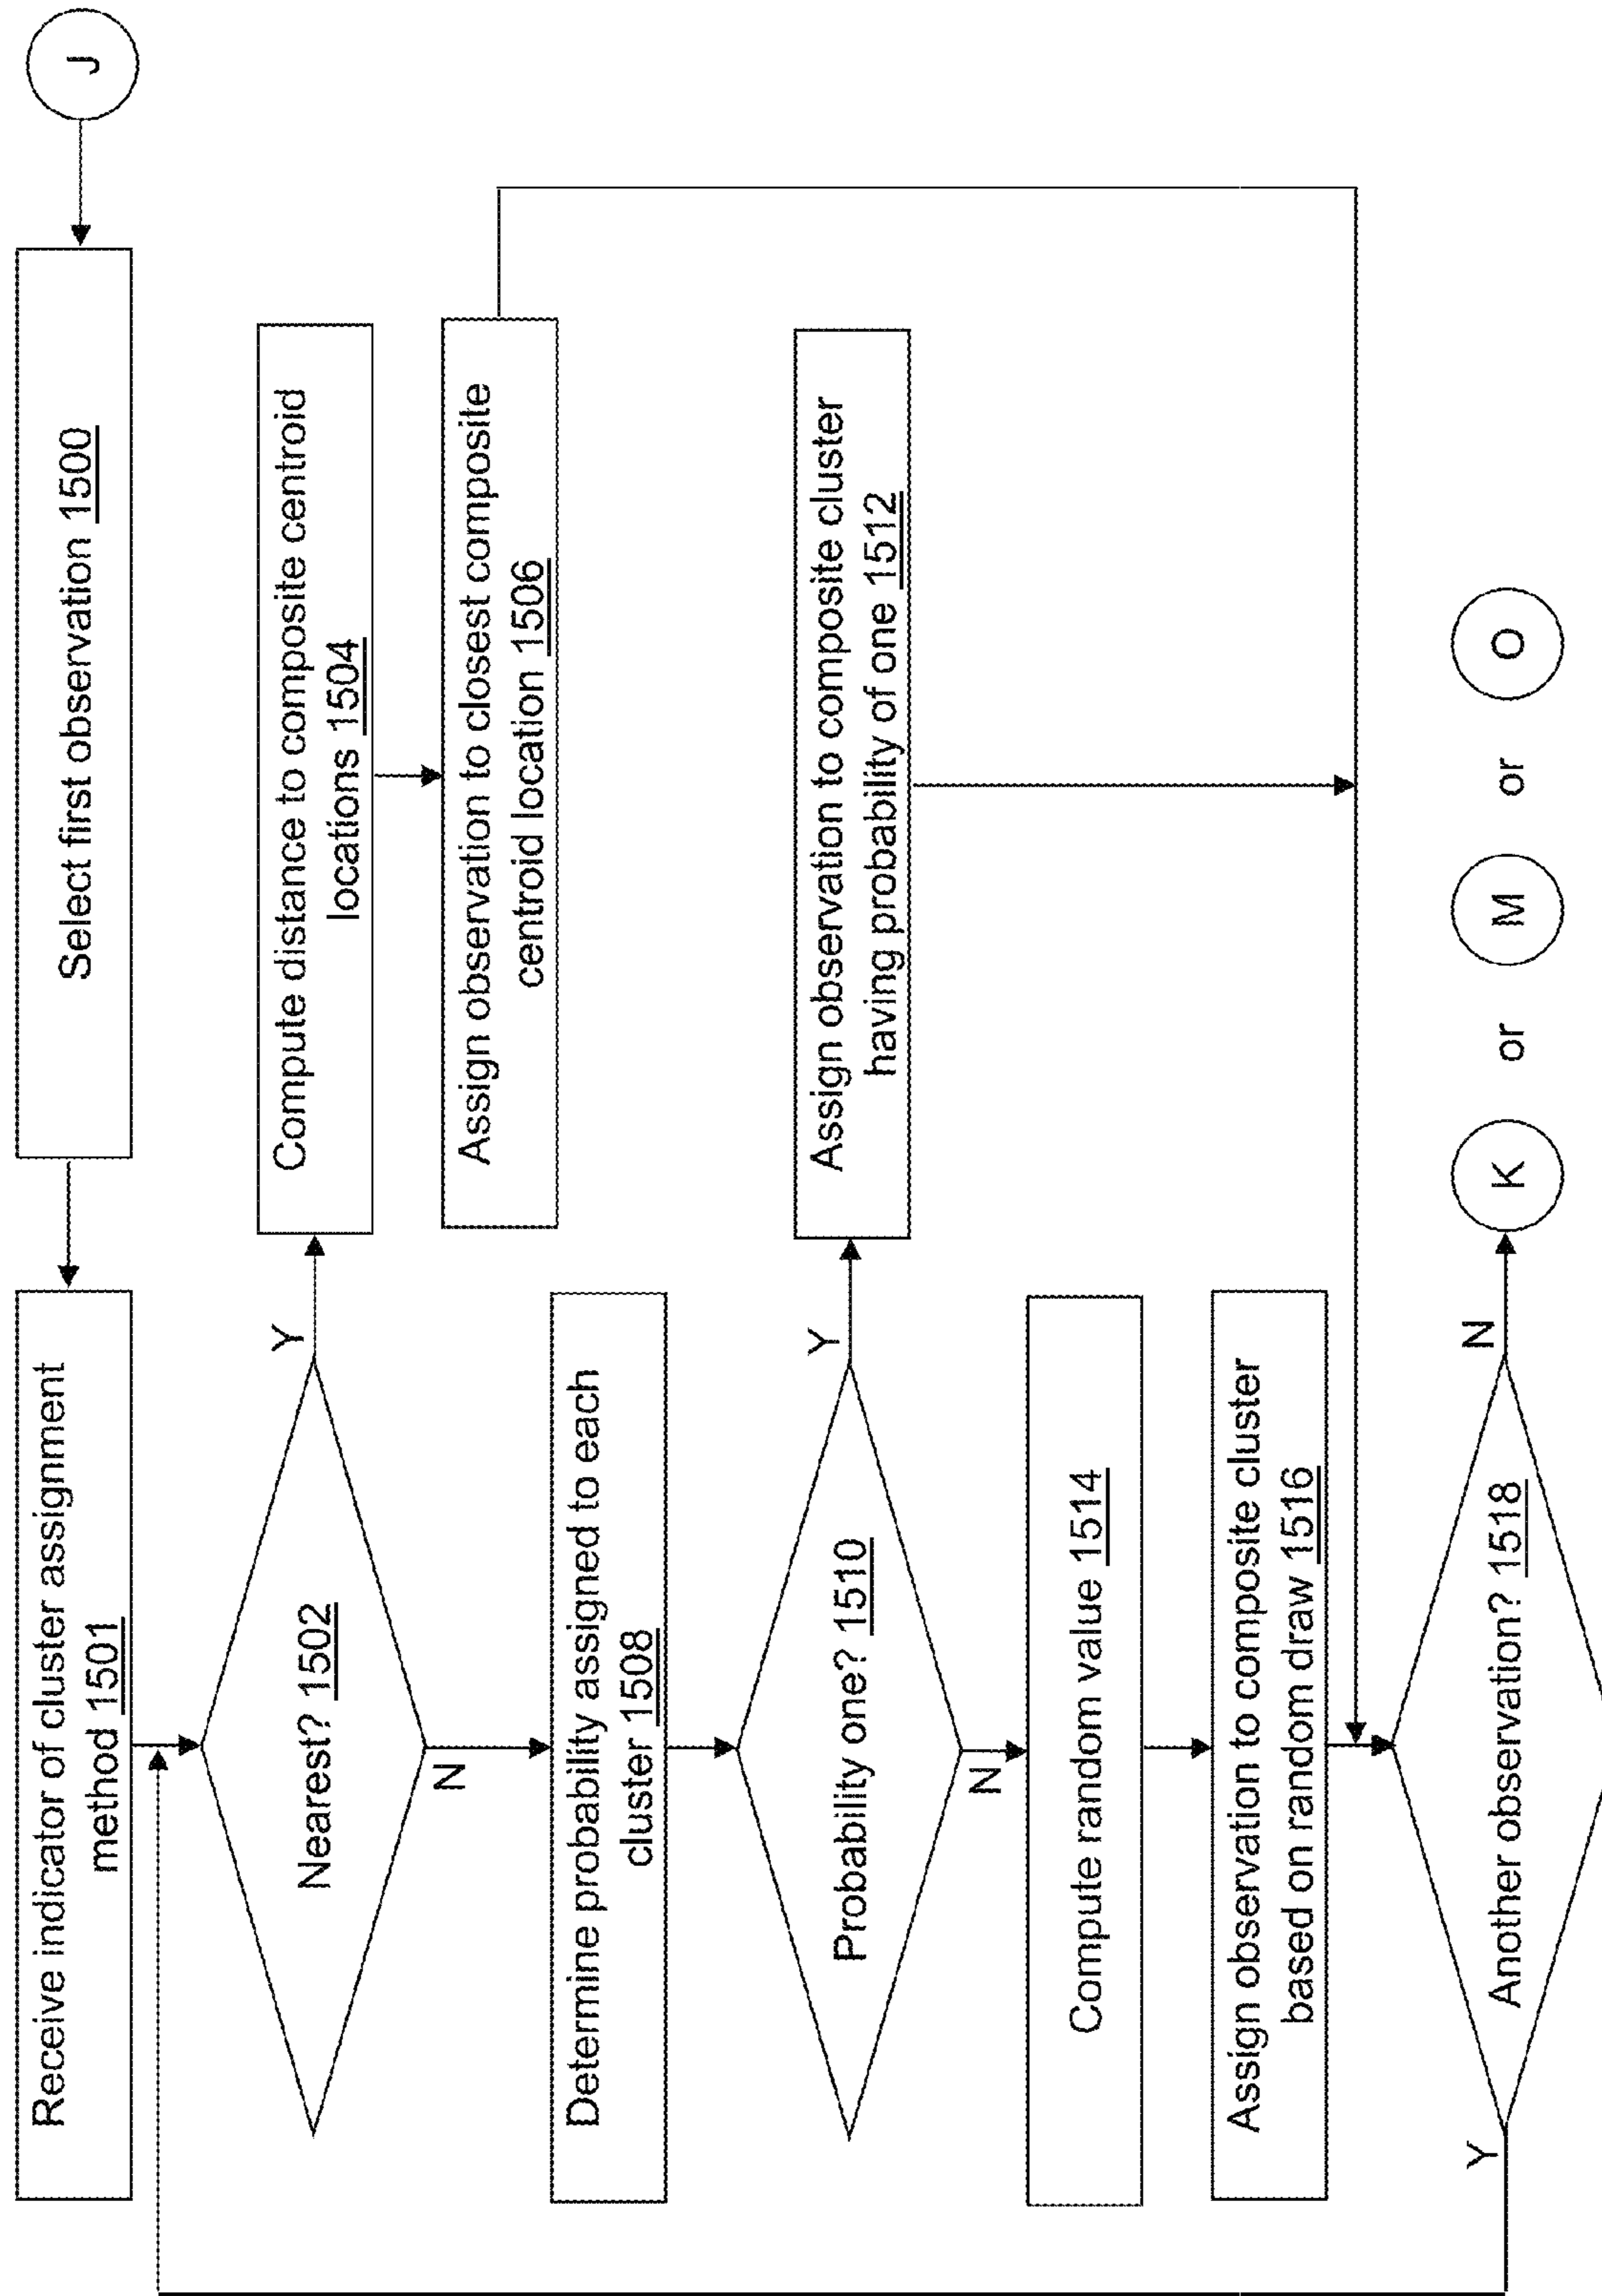 J
Select first observation 1500
Receive indicator of cluster assignment
method 1501
Nearest? 1502
Y
N
Compute distance to composite centroid
locations 1504
Assign observation to closest composite
centroid location 1506
Determine probability assigned to each
cluster 1508
Probability one? 1510
Y
N
Assign observation to composite cluster
having probability of one 1512
Compute random value 1514
Assign observation to composite cluster
based on random draw 1516
Another observation? 1518
Y
N
K or M or O